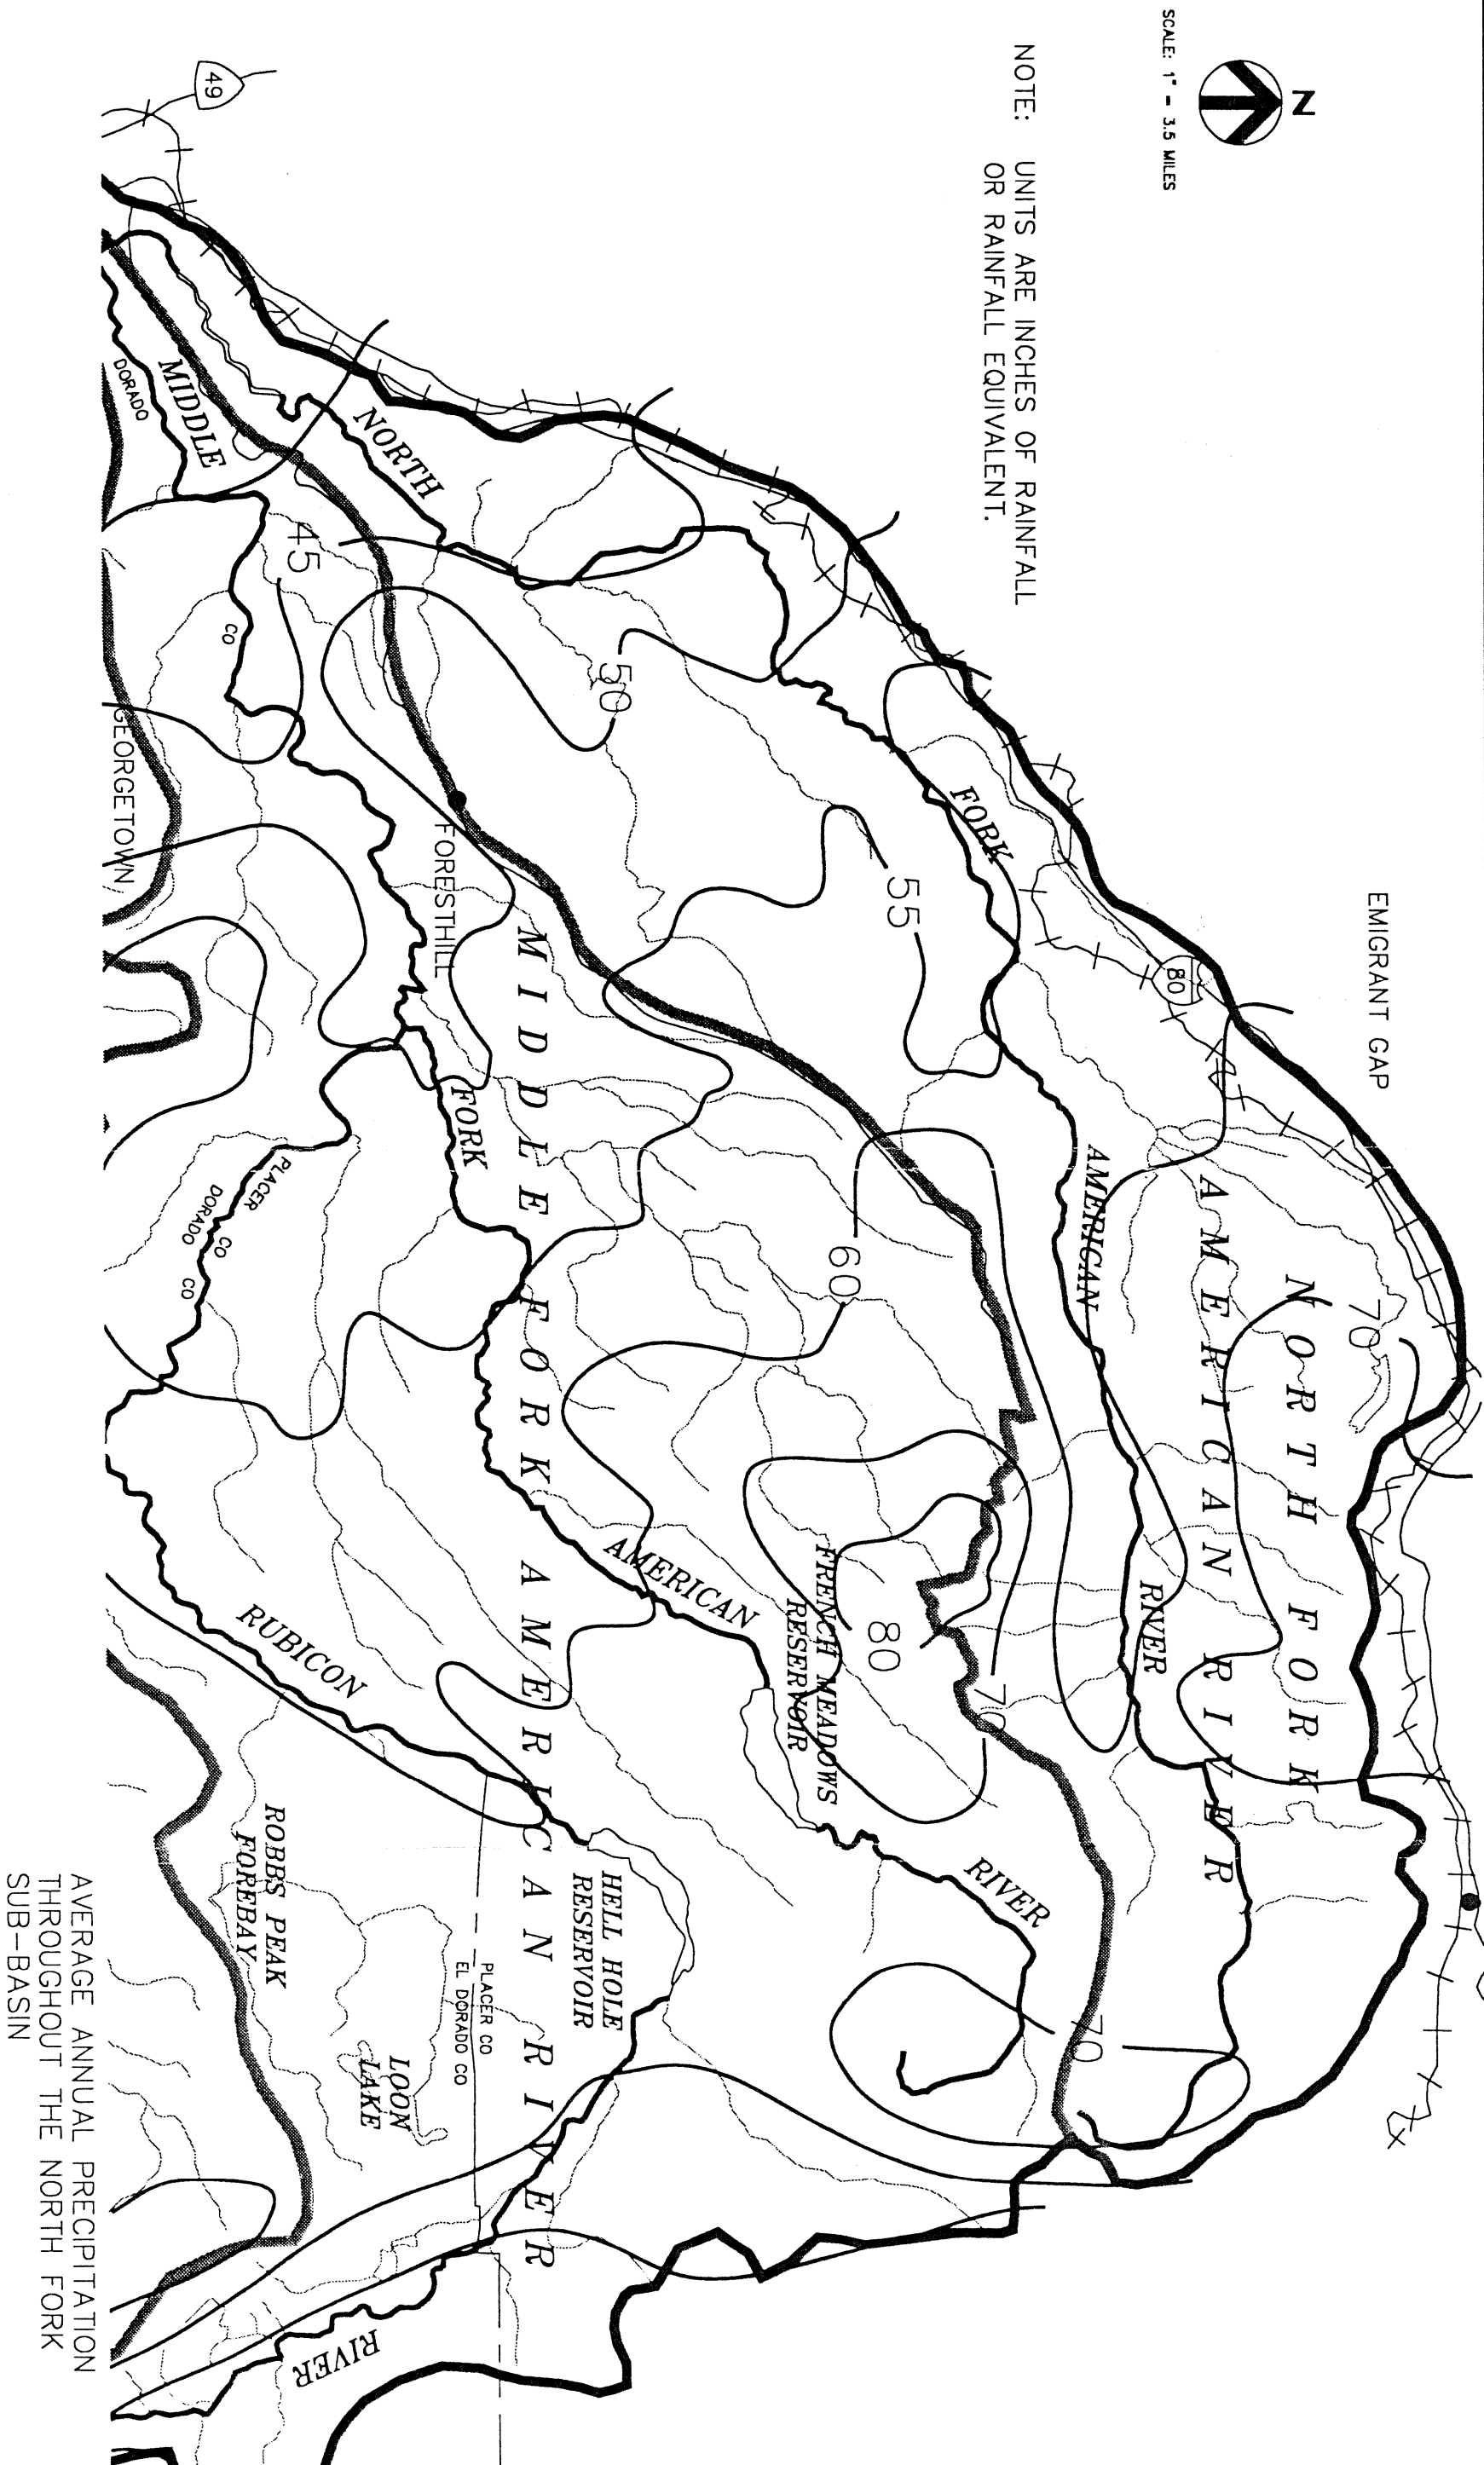 N
SCALE: 1" = 3.5 MILES
NOTE: UNITS ARE INCHES OF RAINFALL
OR RAINFALL EQUIVALENT.
EMIGRANT GAP
80
49
70
NORTH FORK
AMERICAN RIVER
NORTH
FORK
AMERICAN
RIVER
55
50
45
60
80
70
70
FRENCH MEADOWS
RESERVOIR
MIDDLE
FORK
AMERICAN
RIVER
FORESTHILL
MIDDLE FORK AMERICAN RIVER
DORADO
CO
GEORGETOWN
PLACER CO
DORADO CO
RUBICON
RIVER
HELL HOLE
RESERVOIR
PLACER CO
EL DORADO CO
LOON
LAKE
ROBBS PEAK
FOREBAY
AVERAGE ANNUAL PRECIPITATION
THROUGHOUT THE NORTH FORK
SUB-BASIN